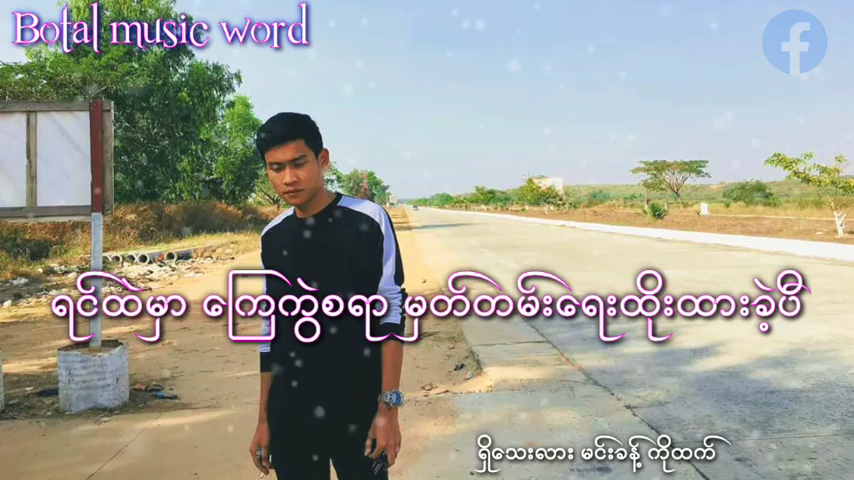 Botal music word
ရင်ထဲမှာ ကြေကွဲစရာ မှတ်တမ်းရေးထိုးထားခဲ့ပီ
ရှိသေးလား မင်းခန့် ကိုထက်